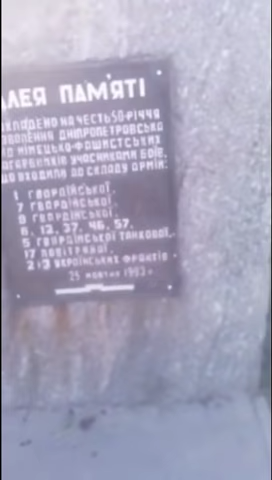 АЛЕЯ ПАМ'ЯТІ
ЗАКЛАДЕНО НА ЧЕСТЬ 50-РІЧЧЯ
ЗВІЛЬНЕННЯ ДНІПРОПЕТРОВСЬКА
ВІД НІМЕЦЬКО-ФАШИСТСЬКИХ
ЗАГАРБНИКІВ УЧАСНИКАМИ БОЇВ,
ЩО ВХОДИЛИ ДО СКЛАДУ АРМІЙ:
1 ГВАРДІЙСЬКОЇ,
7 ГВАРДІЙСЬКОЇ,
8 ГВАРДІЙСЬКОЇ,
6, 12, 37, 46, 57,
5 ГВАРДІЙСЬКОЇ ТАНКОВОЇ,
17 ПОВІТРЯНОЇ,
2 і 3 УКРАЇНСЬКИХ ФРОНТІВ
25 жовтня 1993 р.